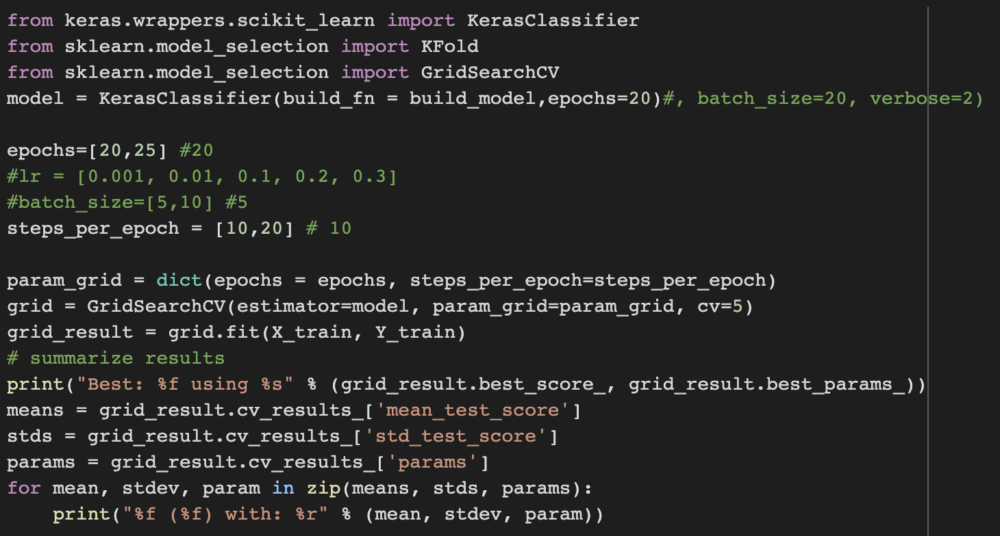 from keras.wrappers.scikit_learn import KerasClassifier
from sklearn.model_selection import KFold
from sklearn.model_selection import GridSearchCV
model = KerasClassifier(build_fn = build_model,epochs=20)#, batch_size=20, verbose=2)
epochs=[20,25] #20
#lr = [0.001, 0.01, 0.1, 0.2, 0.3]
#batch_size=[5,10] #5
steps_per_epoch = [10,20] # 10
param_grid = dict(epochs = epochs, steps_per_epoch=steps_per_epoch)
grid = GridSearchCV(estimator=model, param_grid=param_grid, cv=5)
grid_result = grid.fit(X_train, Y_train)
# summarize results
print("Best: %f using %s" % (grid_result.best_score_, grid_result.best_params_))
means = grid_result.cv_results_['mean_test_score']
stds = grid_result.cv_results_['std_test_score']
params = grid_result.cv_results_['params']
for mean, stdev, param in zip(means, stds, params):
    print("%f (%f) with: %r" % (mean, stdev, param))